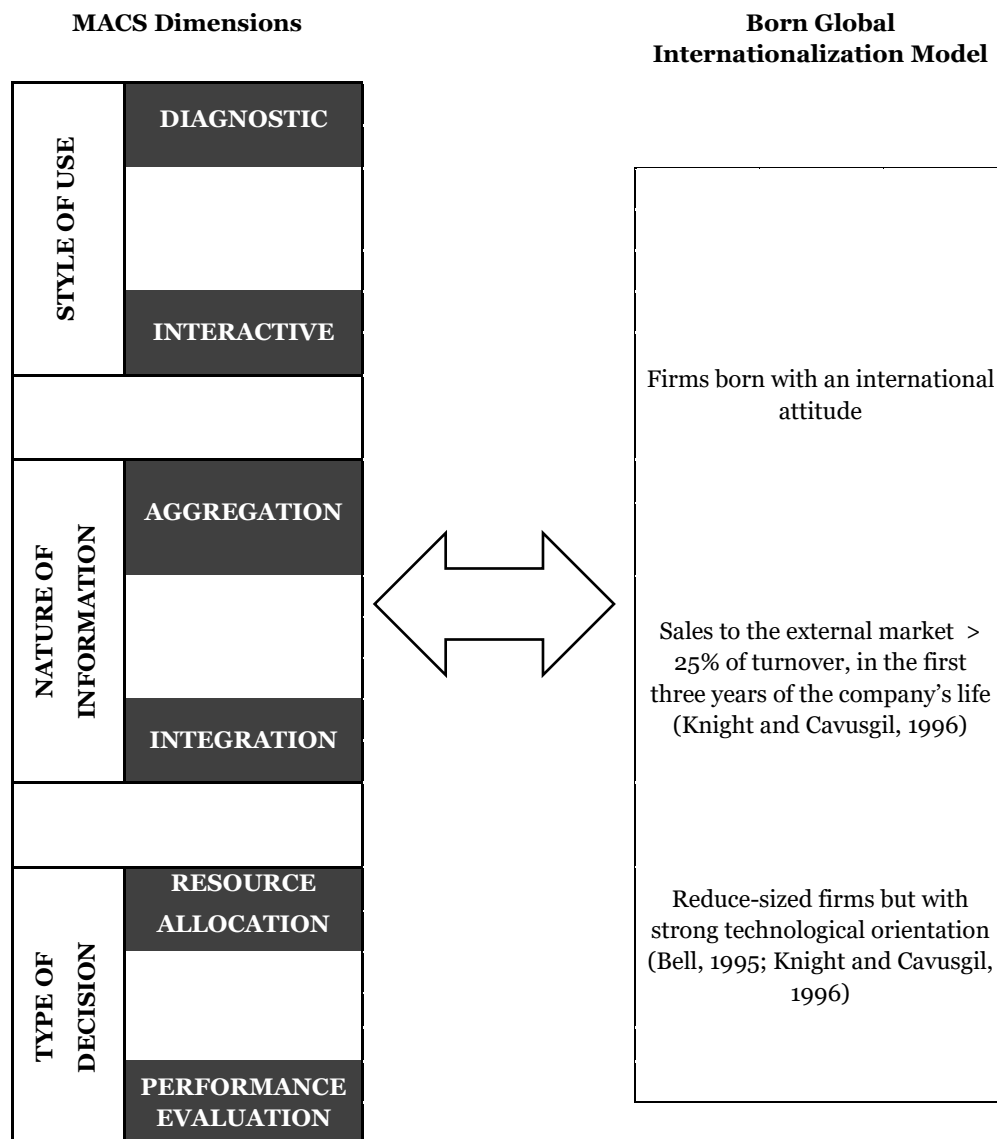 MACS Dimensions
Born Global
Internationalization Model
STYLE OF USE
DIAGNOSTIC
INTERACTIVE
NATURE OF
INFORMATION
AGGREGATION
INTEGRATION
TYPE OF
DECISION
RESOURCE
ALLOCATION
PERFORMANCE
EVALUATION
Firms born with an international
attitude
Sales to the external market >
25% of turnover, in the first
three years of the company's life
(Knight and Cavusgil, 1996)
Reduce-sized firms but with
strong technological orientation
(Bell, 1995; Knight and Cavusgil,
1996)